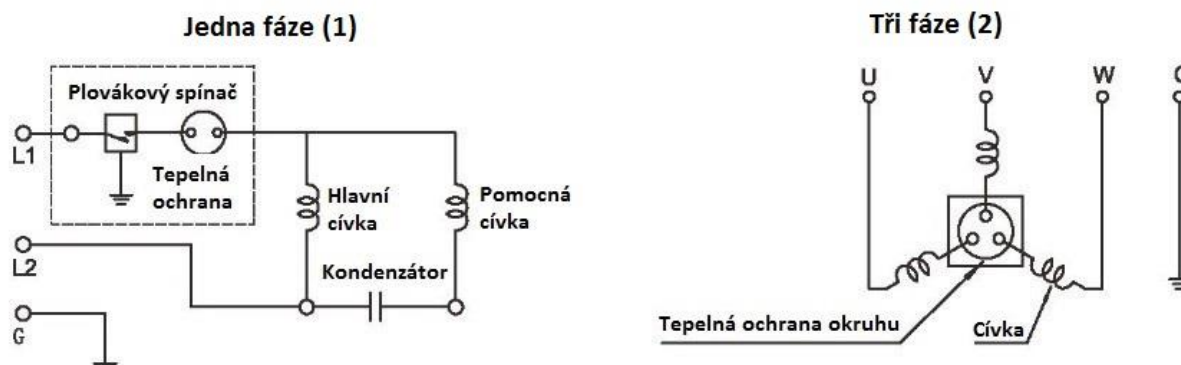 Jedna fáze (1)
Plovákový spínač
L1
Tepelná
ochrana
Hlavní
cívka
Pomocná
cívka
L2
Kondenzátor
G
Tři fáze (2)
U
V
W
Tepelná ochrana okruhu
Cívka